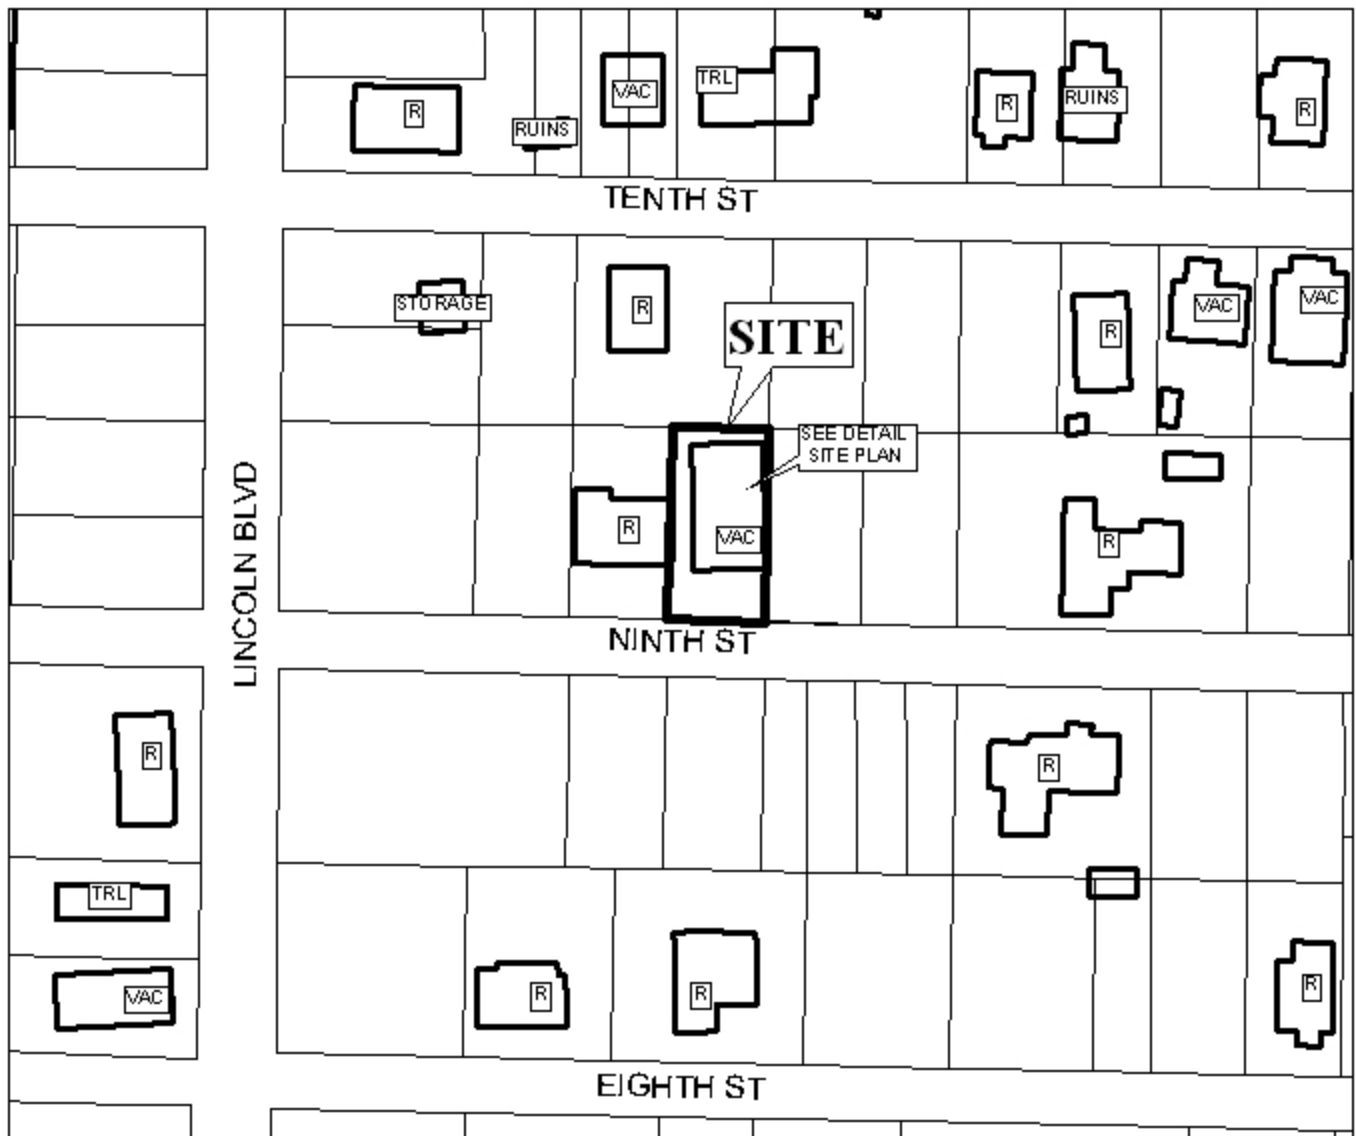 R
RUINS
VAC
TRL
R
RUINS
R
TENTH ST
STORAGE
R
SITE
R
VAC
VAC
SEE DETAIL
SITE PLAN
R
VAC
R
LINCOLN BLVD
NINTH ST
R
R
TRL
VAC
R
R
R
EIGHTH ST